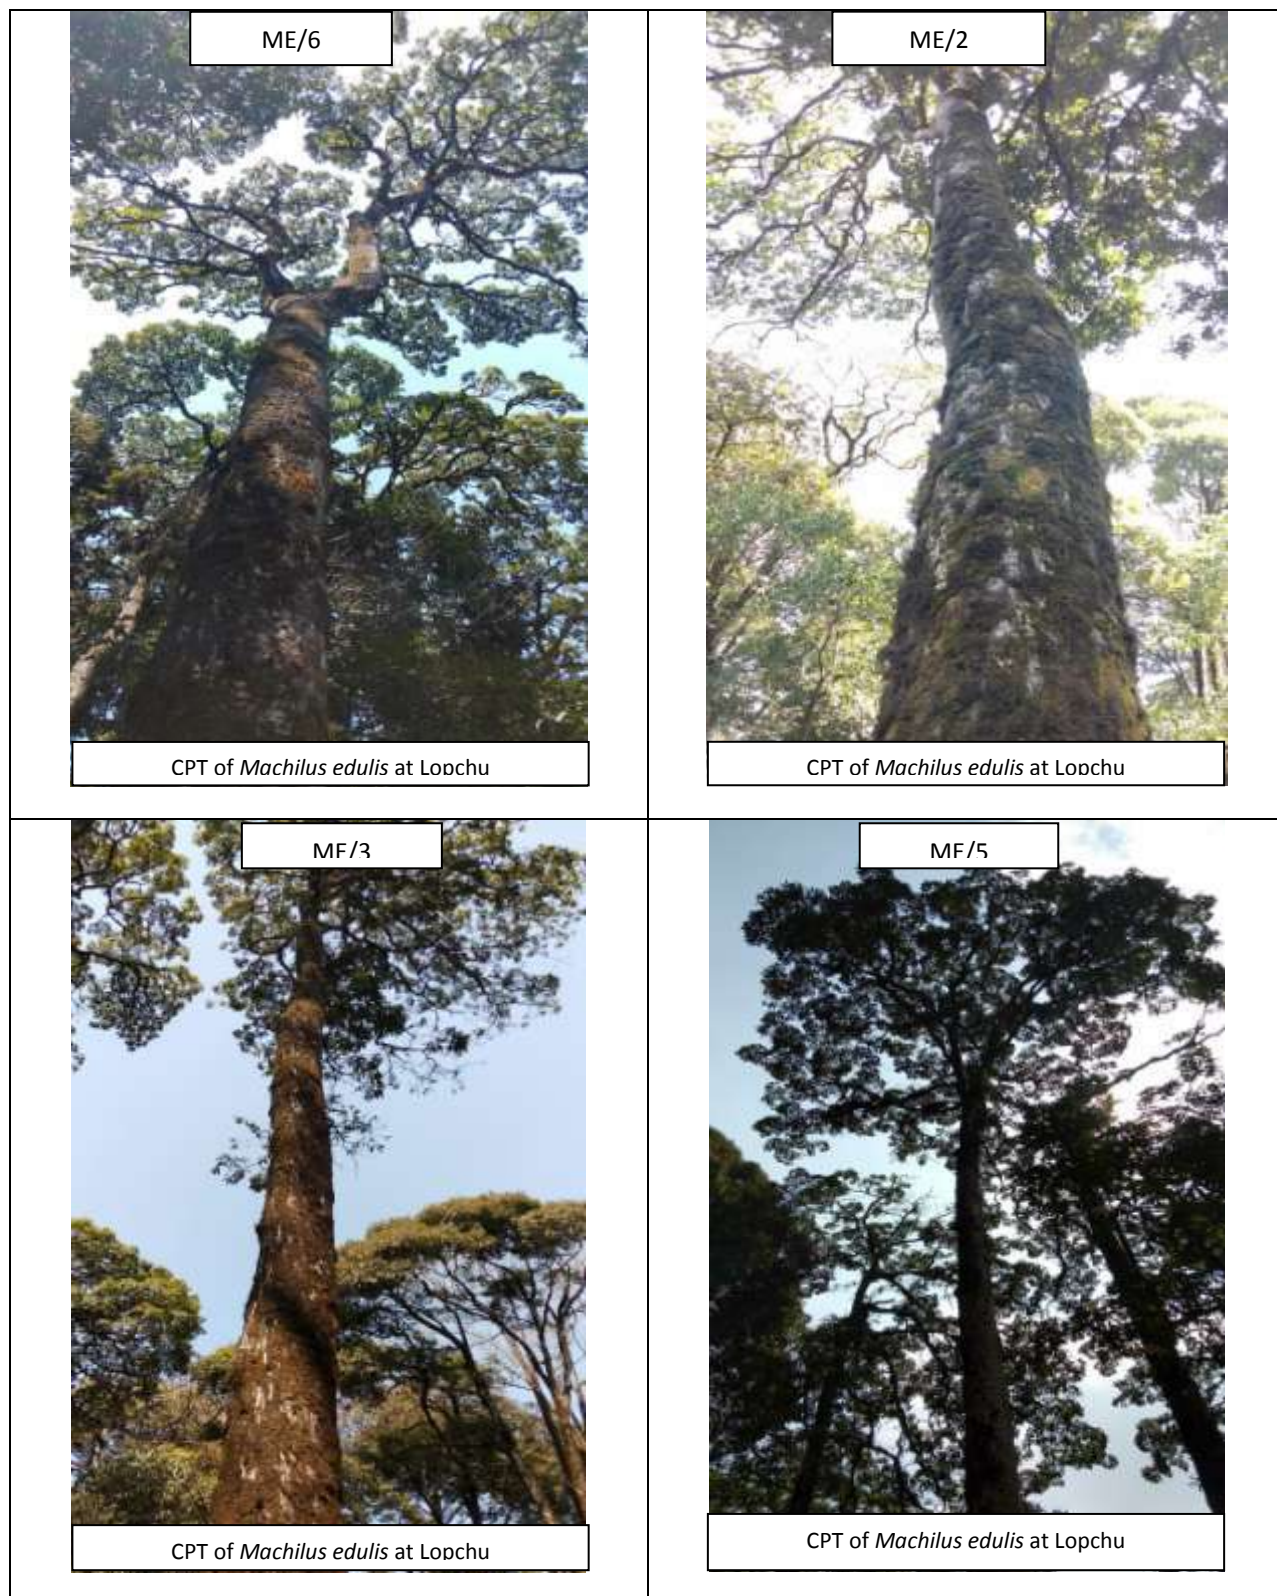 ME/6
ME/2
CPT of Machilus edulis at Lopchu
CPT of Machilus edulis at Lopchu
ME/3
ME/5
CPT of Machilus edulis at Lopchu
CPT of Machilus edulis at Lopchu